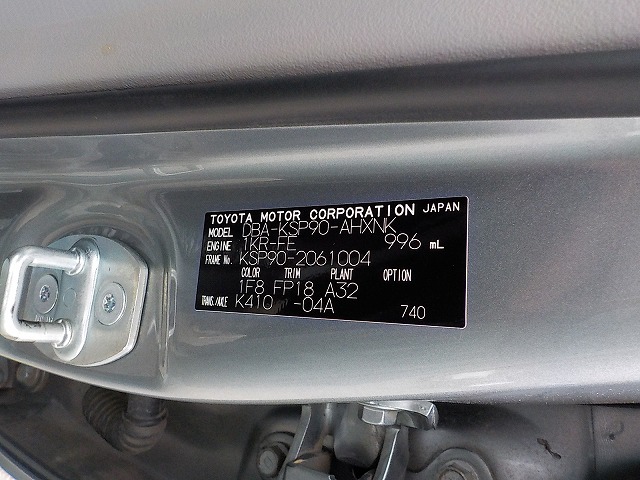 TOYOTA MOTOR CORPORATION JAPAN
MODEL DBA-KSP90-AHXNK
ENGINE 1KR-FE 996 mL
FRAME No. KSP90-2061004
COLOR TRIM PLANT OPTION
1F8 FP18 A32
TRANS./AXLE K410 -04A 740